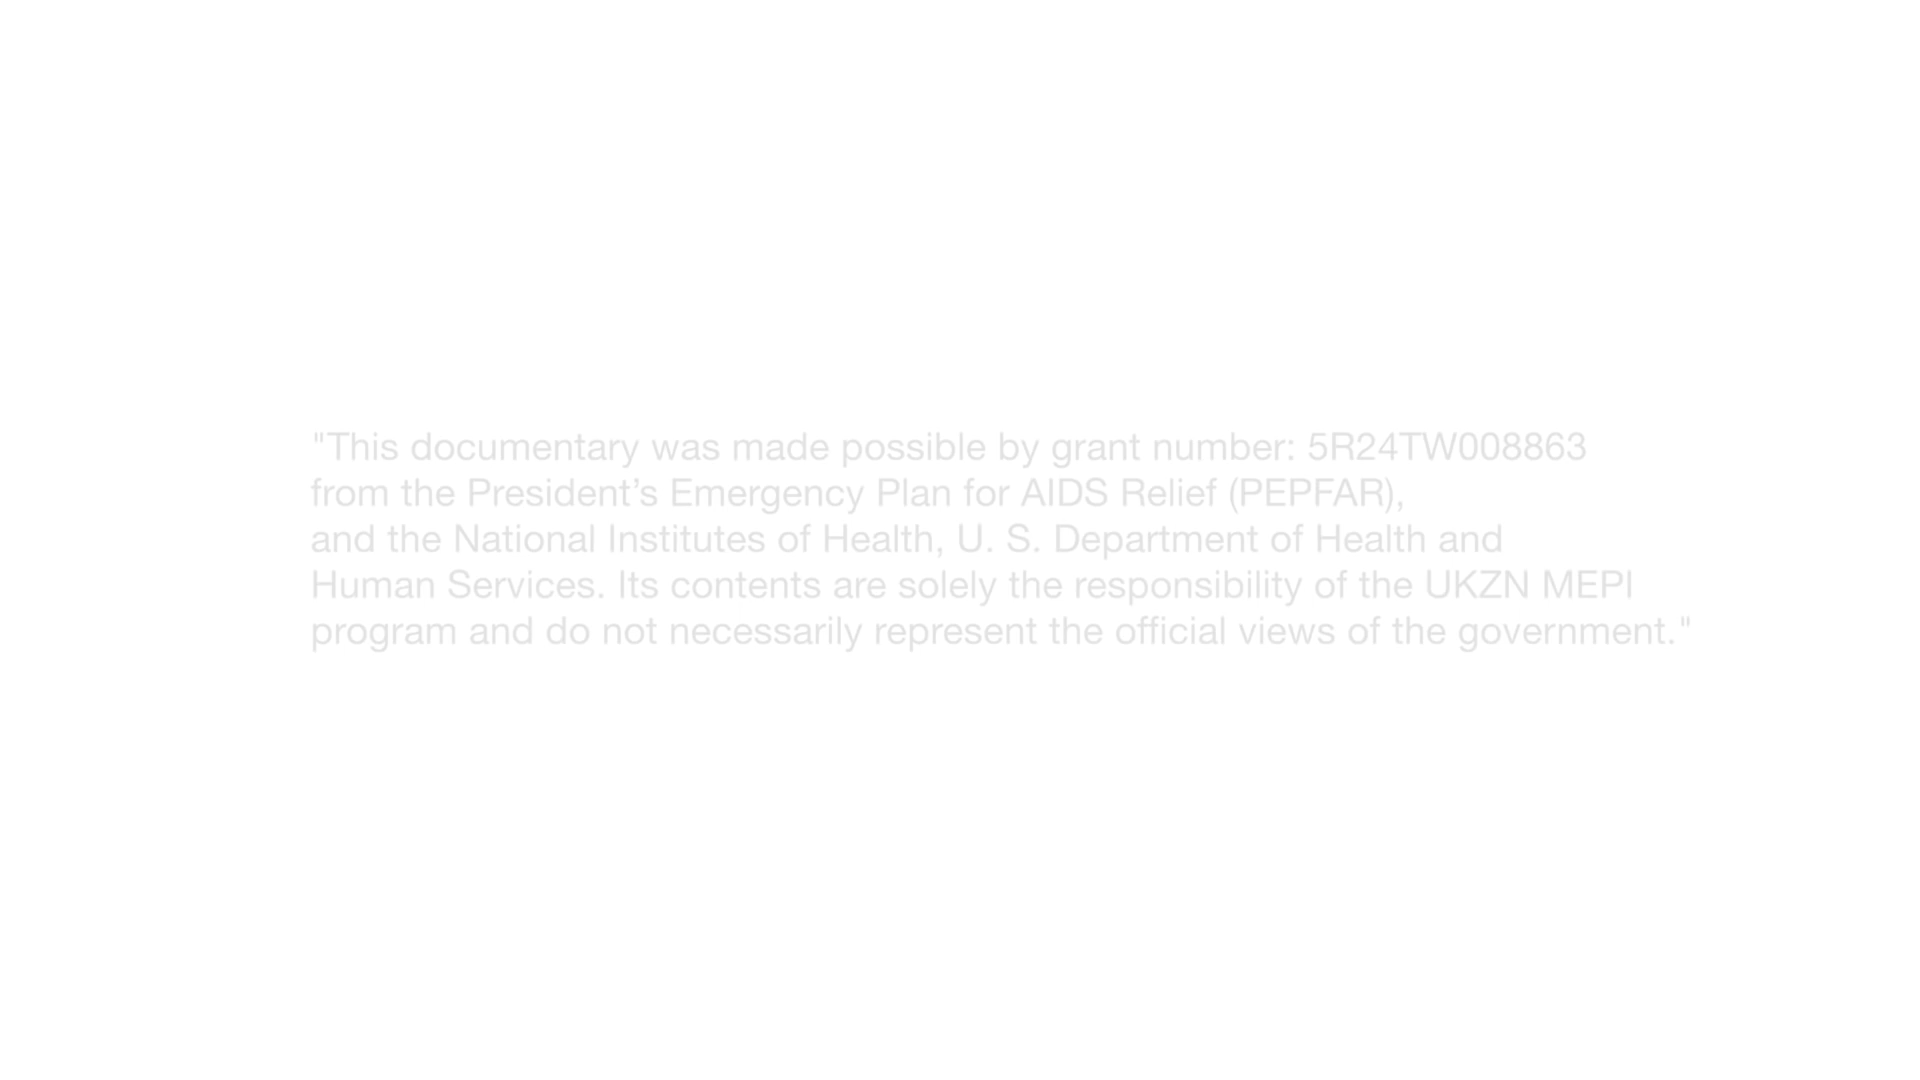 "This documentary was made possible by grant number: 5R24TW008863
from the President’s Emergency Plan for AIDS Relief (PEPFAR),
and the National Institutes of Health, U. S. Department of Health and
Human Services. Its contents are solely the responsibility of the UKZN MEPI
program and do not necessarily represent the official views of the government."